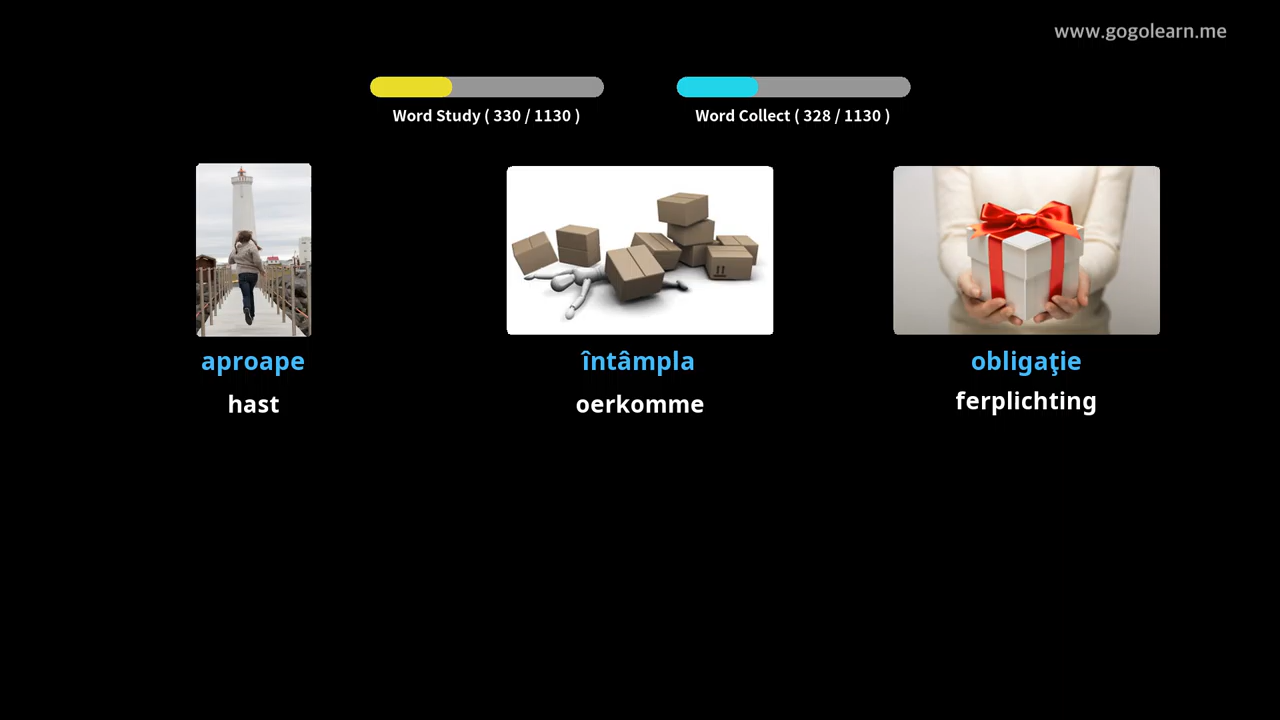 www.gogolearn.me
Word Study ( 330 / 1130 )
Word Collect ( 328 / 1130 )
aproape
întâmpla
obligaţie
hast
oerkomme
ferplichting